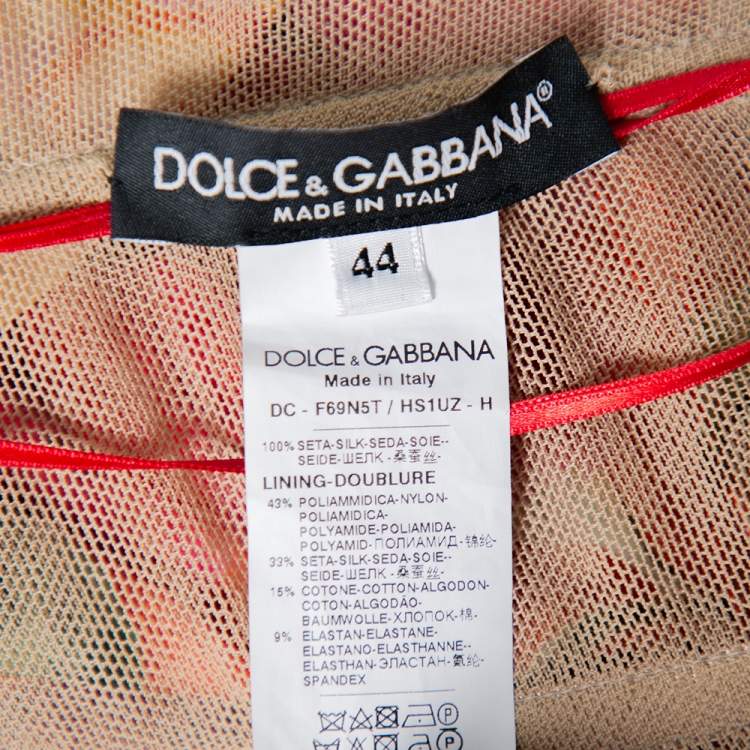 DOLCE & GABBANA®
MADE IN ITALY
44
DOLCE & GABBANA
Made in Italy
DC - F69N5T / HS1UZ - H
100% SETA-SILK-SEDA-SOIE--
SEIDE-ШЕЛК -桑蚕丝-
LINING-DOUBLURE
43% POLIAMMIDICA-NYLON-
POLIAMIDICA-
POLYAMIDE-POLIAMIDA-
POLYAMID-ПОЛИАМИД-锦纶-
33% SETA-SILK-SEDA-SOIE--
SEIDE-ШЕЛК -桑蚕丝-
15% COTONE-COTTON-ALGODON-
COTON-ALGODÃO-
BAUMWOLLE-ХЛОПОК-棉-
9% ELASTAN-ELASTANE-
ELASTANO-ELASTHANNE--
ELASTHAN-ЭЛАСТАН-氨纶-
SPANDEX
P